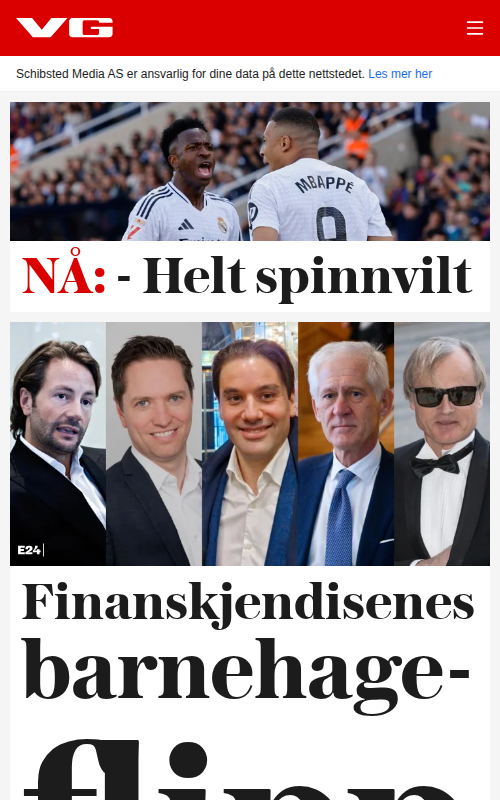 VG
Schibsted Media AS er ansvarlig for dine data på dette nettstedet. Les mer her
MBAPPÉ
9
NÅ: - Helt spinnvilt
E24
Finanskjendisenes
barnehage-